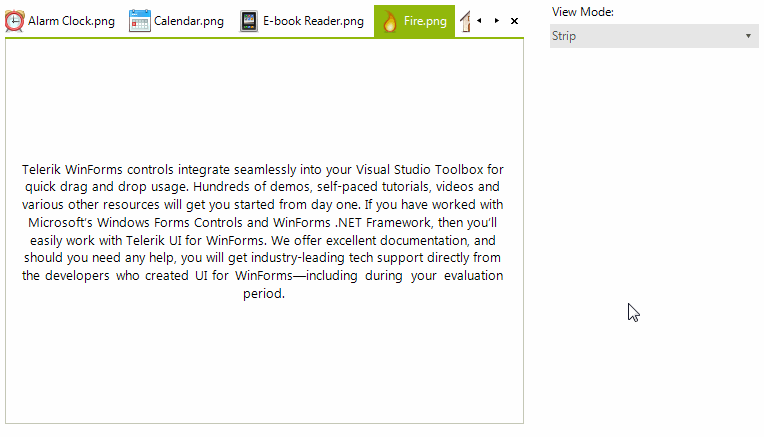 Alarm Clock.png Calendar.png E-book Reader.png Fire.png
View Mode:
Strip
Telerik WinForms controls integrate seamlessly into your Visual Studio Toolbox for
quick drag and drop usage. Hundreds of demos, self-paced tutorials, videos and
various other resources will get you started from day one. If you have worked with
Microsoft's Windows Forms Controls and WinForms .NET Framework, then you'll
easily work with Telerik UI for WinForms. We offer excellent documentation, and
should you need any help, you will get industry-leading tech support directly from
the developers who created UI for WinForms—including during your evaluation
period.